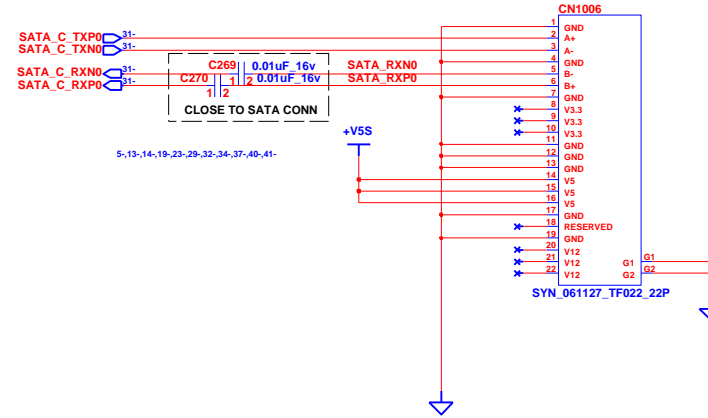 CN1006
SATA_C_TXP0 31-
SATA_C_TXN0 31-
SATA_C_RXN0 31-
SATA_C_RXP0 31-
C269 0.01uF_16v
1 2
C270 0.01uF_16v
1 2
CLOSE TO SATA CONN
SATA_RXN0
SATA_RXP0
+V5S
5-,13-,14-,19-,23-,29-,32-,34-,37-,40-,41-
1 GND
2 A+
3 A-
4 GND
5 B-
6 B+
7 GND
8 V3.3
9 V3.3
10 V3.3
11 GND
12 GND
13 GND
14 V5
15 V5
16 V5
17 GND
18 RESERVED
19 GND
20 V12
21 V12
22 V12
G1 G1
G2 G2
SYN_061127_TF022_22P